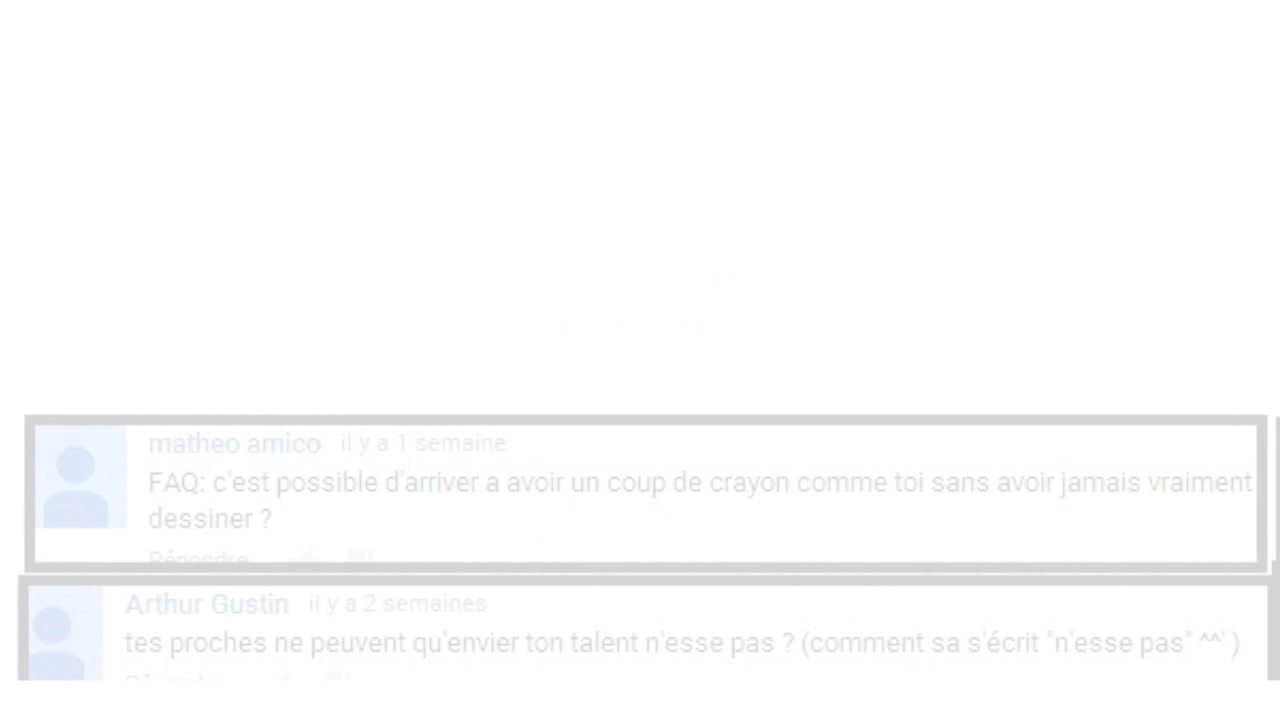 matheo amico il y a 1 semaine
FAQ: c'est possible d'arriver a avoir un coup de crayon comme toi sans avoir jamais vraiment
dessiner ?
Répondre
Arthur Gustin il y a 2 semaines
tes proches ne peuvent qu'envier ton talent n'esse pas ? (comment sa s'écrit "n'esse pas" ^^' )